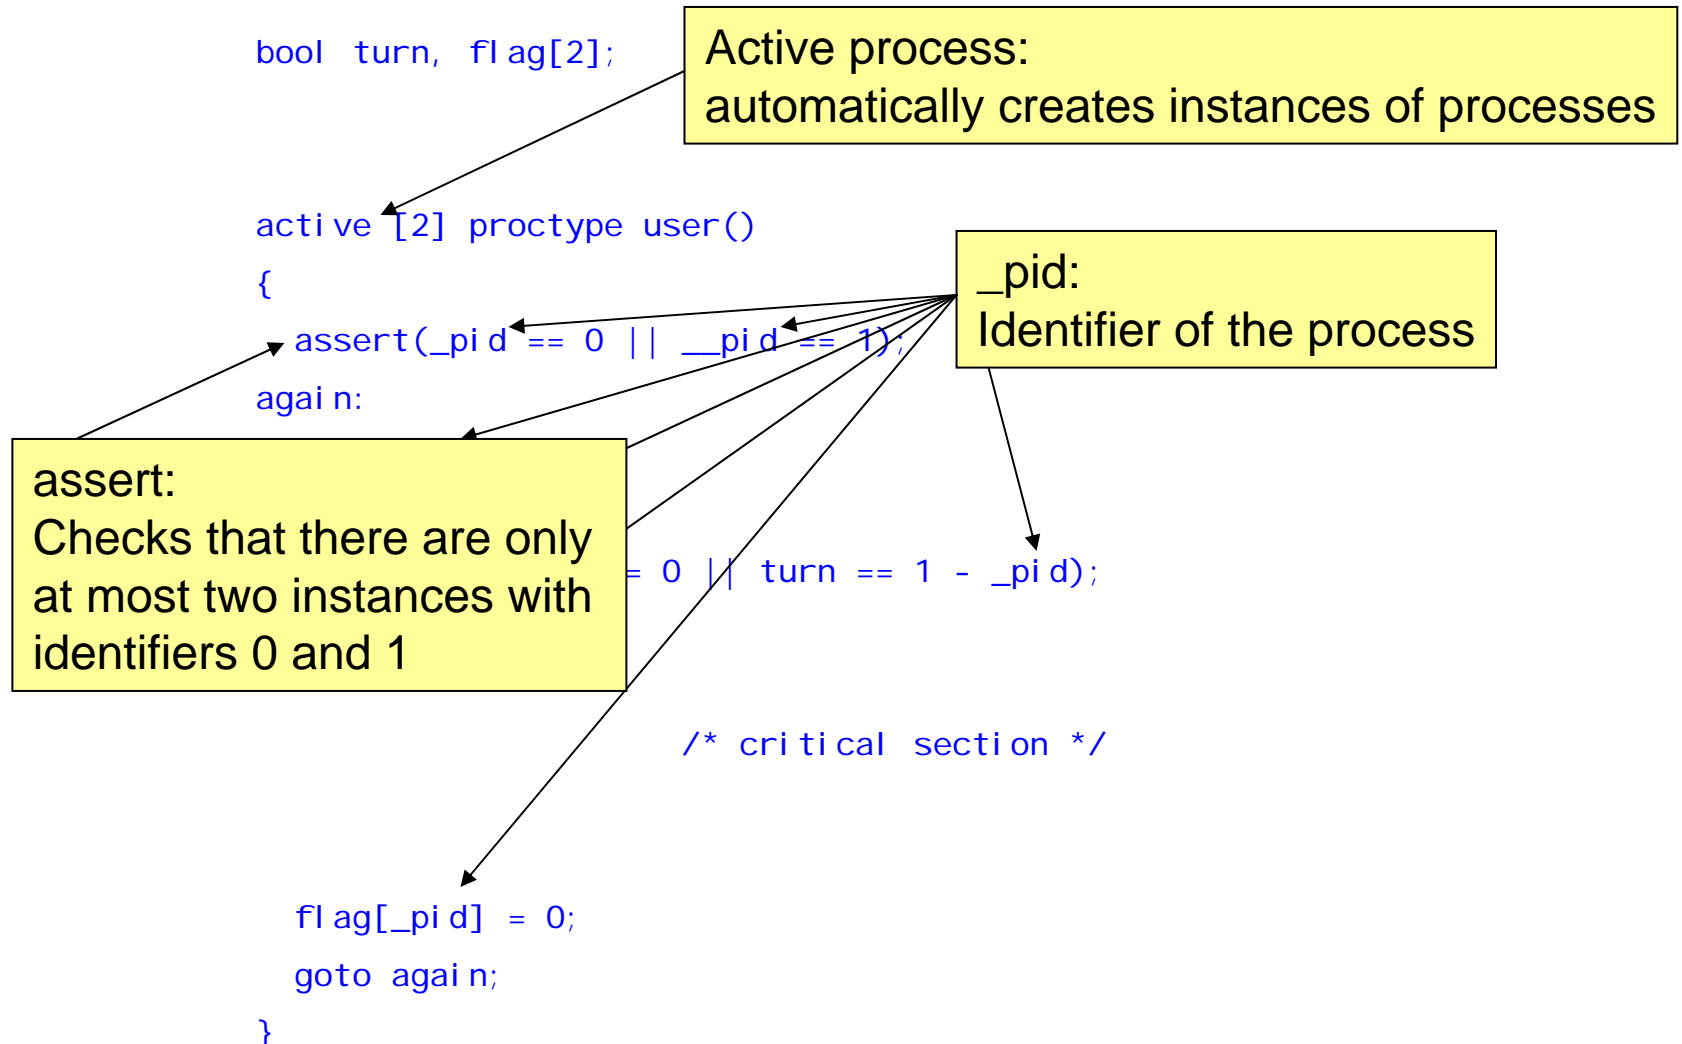 bool turn, flag[2];
Active process:
automatically creates instances of processes
active [2] proctype user()
{
_pid:
Identifier of the process
assert(_pid == 0 || __pid == 1);
again:
assert:
Checks that there are only
at most two instances with
identifiers 0 and 1
= 0 || turn == 1 - _pid);
/* critical section */
flag[_pid] = 0;
goto again;
}